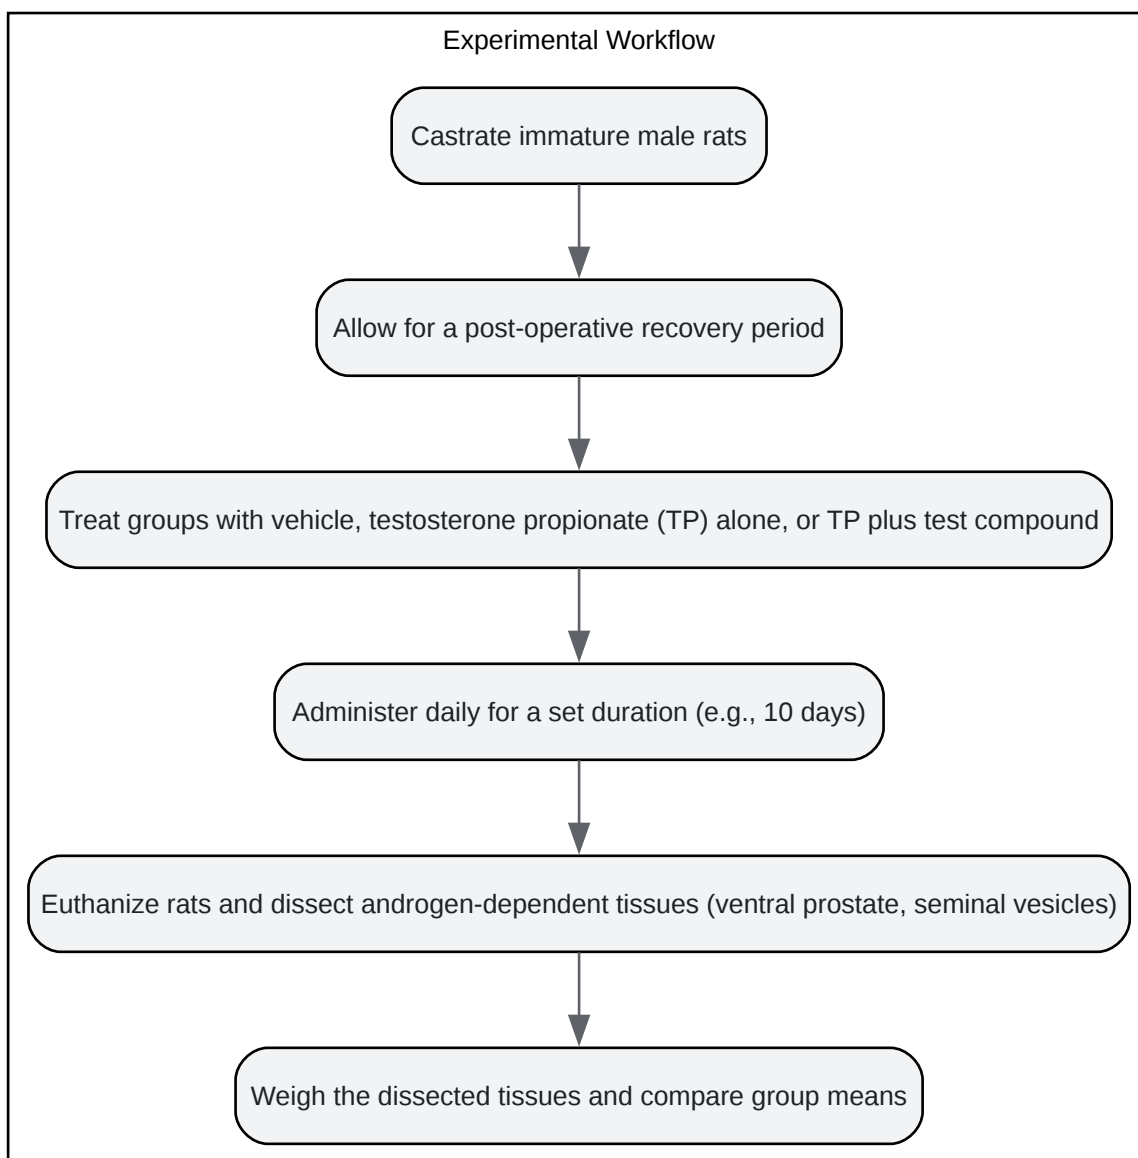 Experimental Workflow
Castrate immature male rats
Allow for a post-operative recovery period
Treat groups with vehicle, testosterone propionate (TP) alone, or TP plus test compound
Administer daily for a set duration (e.g., 10 days)
Euthanize rats and dissect androgen-dependent tissues (ventral prostate, seminal vesicles)
Weigh the dissected tissues and compare group means